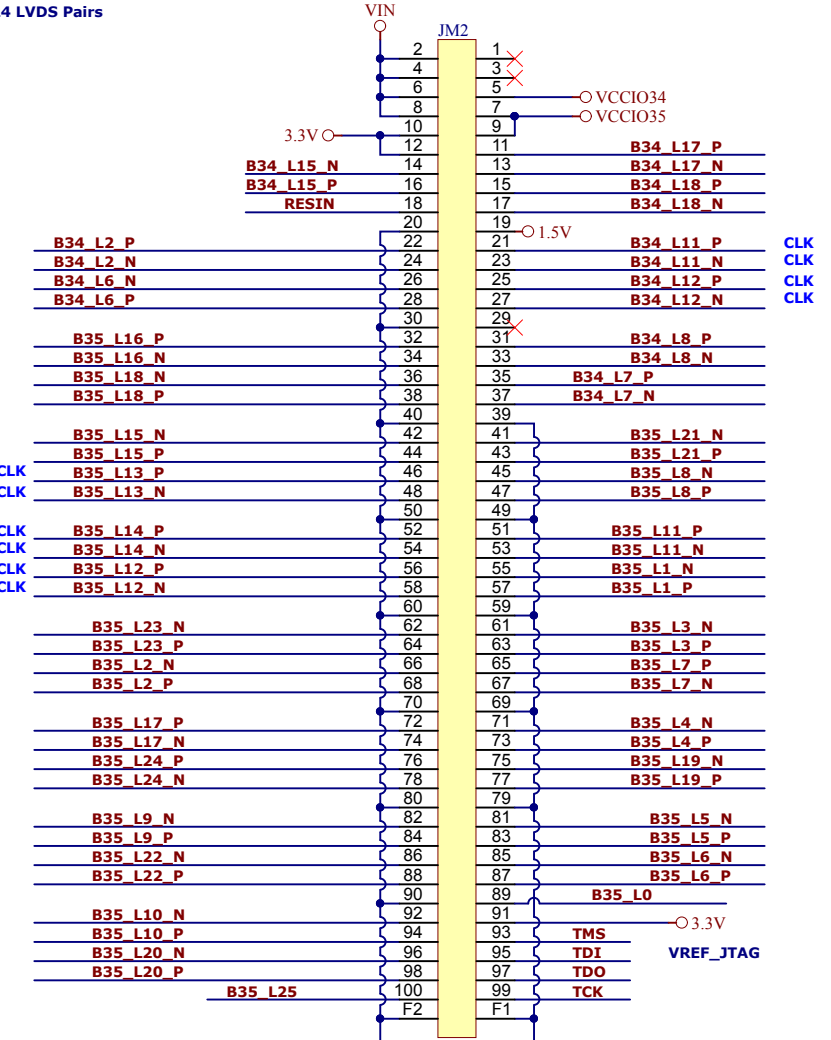 4 LVDS Pairs
VIN
JM2
2 1
4 3
6 5 VCCIO34
8 7 VCCIO35
3.3V 10 9
12 11 B34_L17_P
B34_L15_N 14 13 B34_L17_N
B34_L15_P 16 15 B34_L18_P
RESIN 18 17 B34_L18_N
20 19 1.5V
B34_L2_P 22 21 B34_L11_P CLK
B34_L2_N 24 23 B34_L11_N CLK
B34_L6_N 26 25 B34_L12_P CLK
B34_L6_P 28 27 B34_L12_N CLK
30 29
B35_L16_P 32 31 B34_L8_P
B35_L16_N 34 33 B34_L8_N
B35_L18_N 36 35 B34_L7_P
B35_L18_P 38 37 B34_L7_N
40 39
B35_L15_N 42 41 B35_L21_N
B35_L15_P 44 43 B35_L21_P
CLK B35_L13_P 46 45 B35_L8_N
CLK B35_L13_N 48 47 B35_L8_P
50 49
CLK B35_L14_P 52 51 B35_L11_P
CLK B35_L14_N 54 53 B35_L11_N
CLK B35_L12_P 56 55 B35_L1_N
CLK B35_L12_N 58 57 B35_L1_P
60 59
B35_L23_N 62 61 B35_L3_N
B35_L23_P 64 63 B35_L3_P
B35_L2_N 66 65 B35_L7_P
B35_L2_P 68 67 B35_L7_N
70 69
B35_L17_P 72 71 B35_L4_N
B35_L17_N 74 73 B35_L4_P
B35_L24_P 76 75 B35_L19_N
B35_L24_N 78 77 B35_L19_P
80 79
B35_L9_N 82 81 B35_L5_N
B35_L9_P 84 83 B35_L5_P
B35_L22_N 86 85 B35_L6_N
B35_L22_P 88 87 B35_L6_P
90 89 B35_L0
B35_L10_N 92 91 3.3V
B35_L10_P 94 93 TMS
B35_L20_N 96 95 TDI VREF_JTAG
B35_L20_P 98 97 TDO
B35_L25 100 99 TCK
F2 F1